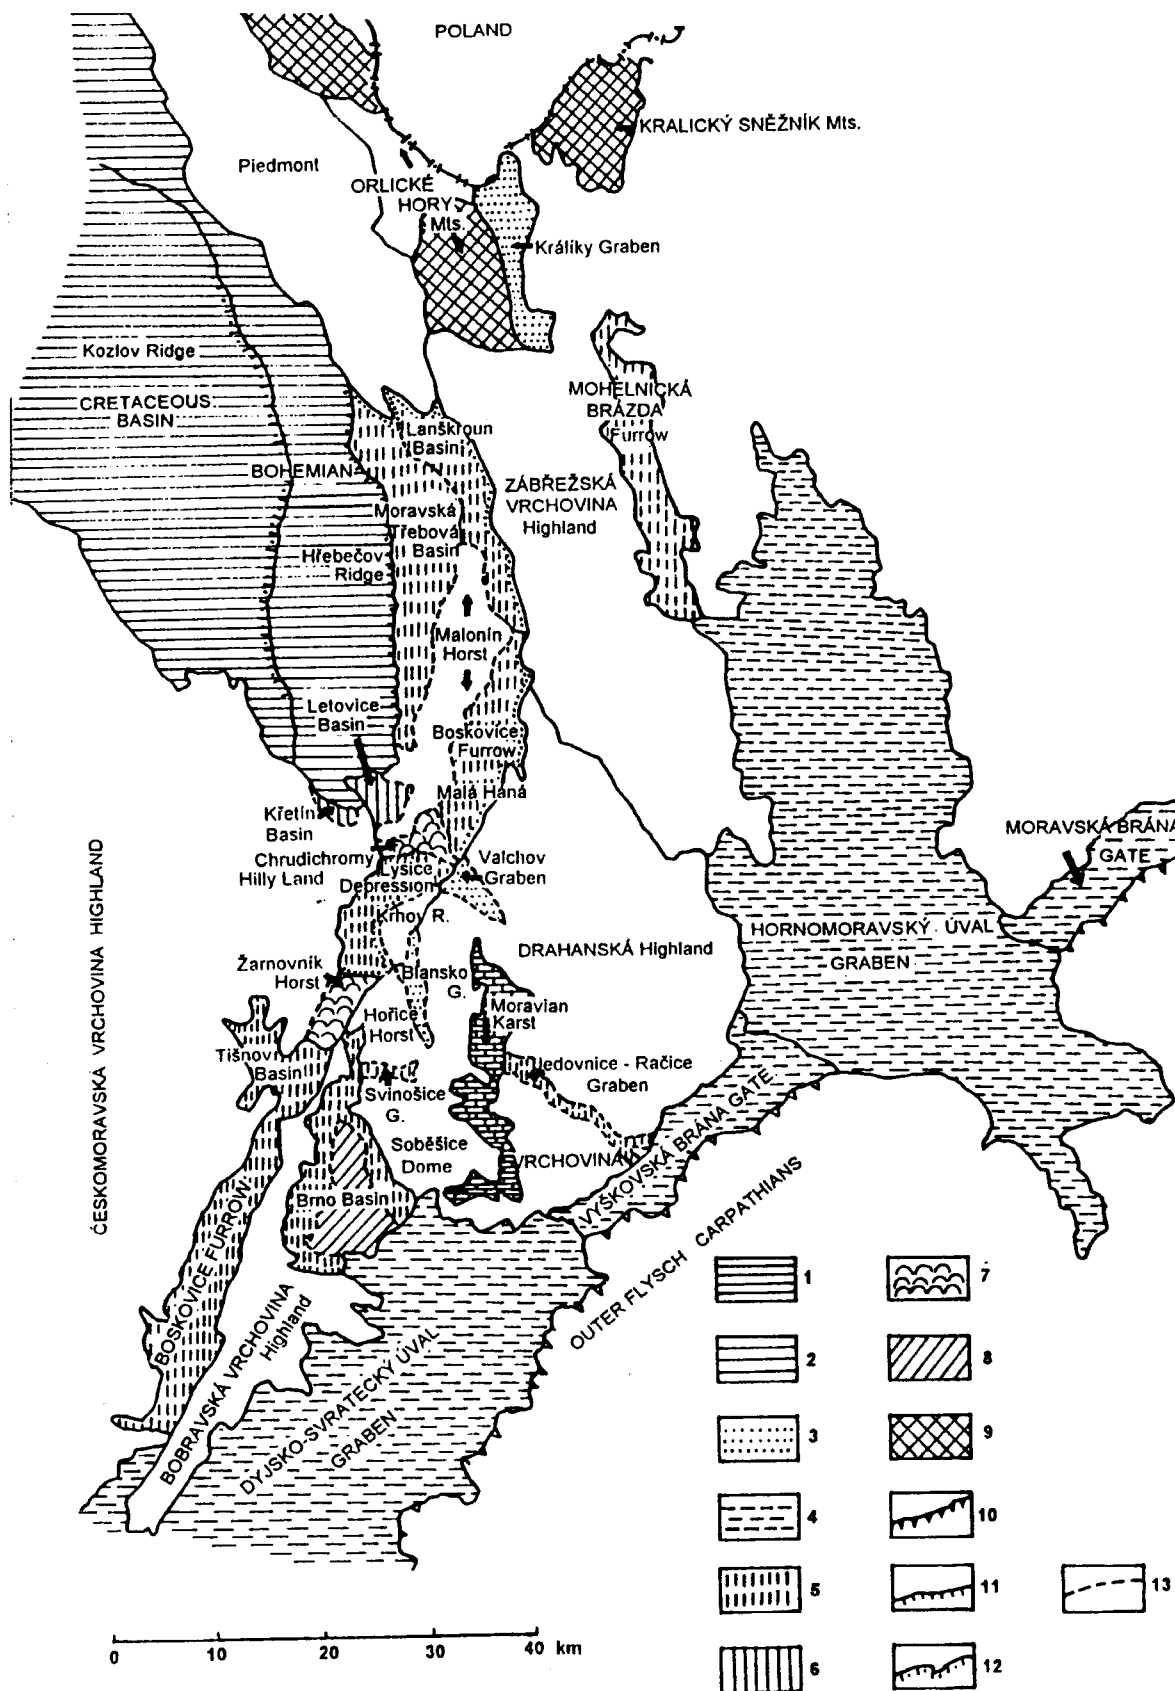 POLAND
KRALICKÝ SNĚŽNÍK Mts.
Piedmont
ORLICKÉ
HORY
Mts.
Králíky Graben
Kozlov Ridge
CRETACEOUS
BASIN
BOHEMIAN
MOHELNICKÁ
BRÁZDA
Furrow
Lanškroun
Basin
ZÁBŘEŽSKÁ
VRCHOVINA
Highland
Moravská
Třebová
Basin
Hřebečov
Ridge
Malonín
Horst
Letovice
Basin
Boskovice
Furrow
Malá Haná
Křetín
Basin
Chrudichromy
Hilly Land
Lysice
Depression
Valchov
Graben
MORAVSKÁ BRÁNA
GATE
ČESKOMORAVSKÁ VRCHOVINA HIGHLAND
Krhov R.
HORNOMORAVSKÝ ÚVAL
GRABEN
DRAHANSKÁ Highland
Žarnovník
Horst
Blansko
G.
Moravian
Karst
Hořice
Horst
Tišnov
Basin
Jedovnice - Račice
Graben
Svinošice
G.
Soběšice
Dome
VRCHOVINA
VYŠKOVSKÁ BRÁNA GATE
Brno Basin
BOSKOVICE FURROW
OUTER FLYSCH CARPATHIANS
BOBRAVSKÁ VRCHOVINA
Highland
DYJSKO-SVRATECKÝ ÚVAL
GRABEN
1
7
2
8
3
9
4
10
5
11
13
6
12
0 10 20 30 40 km